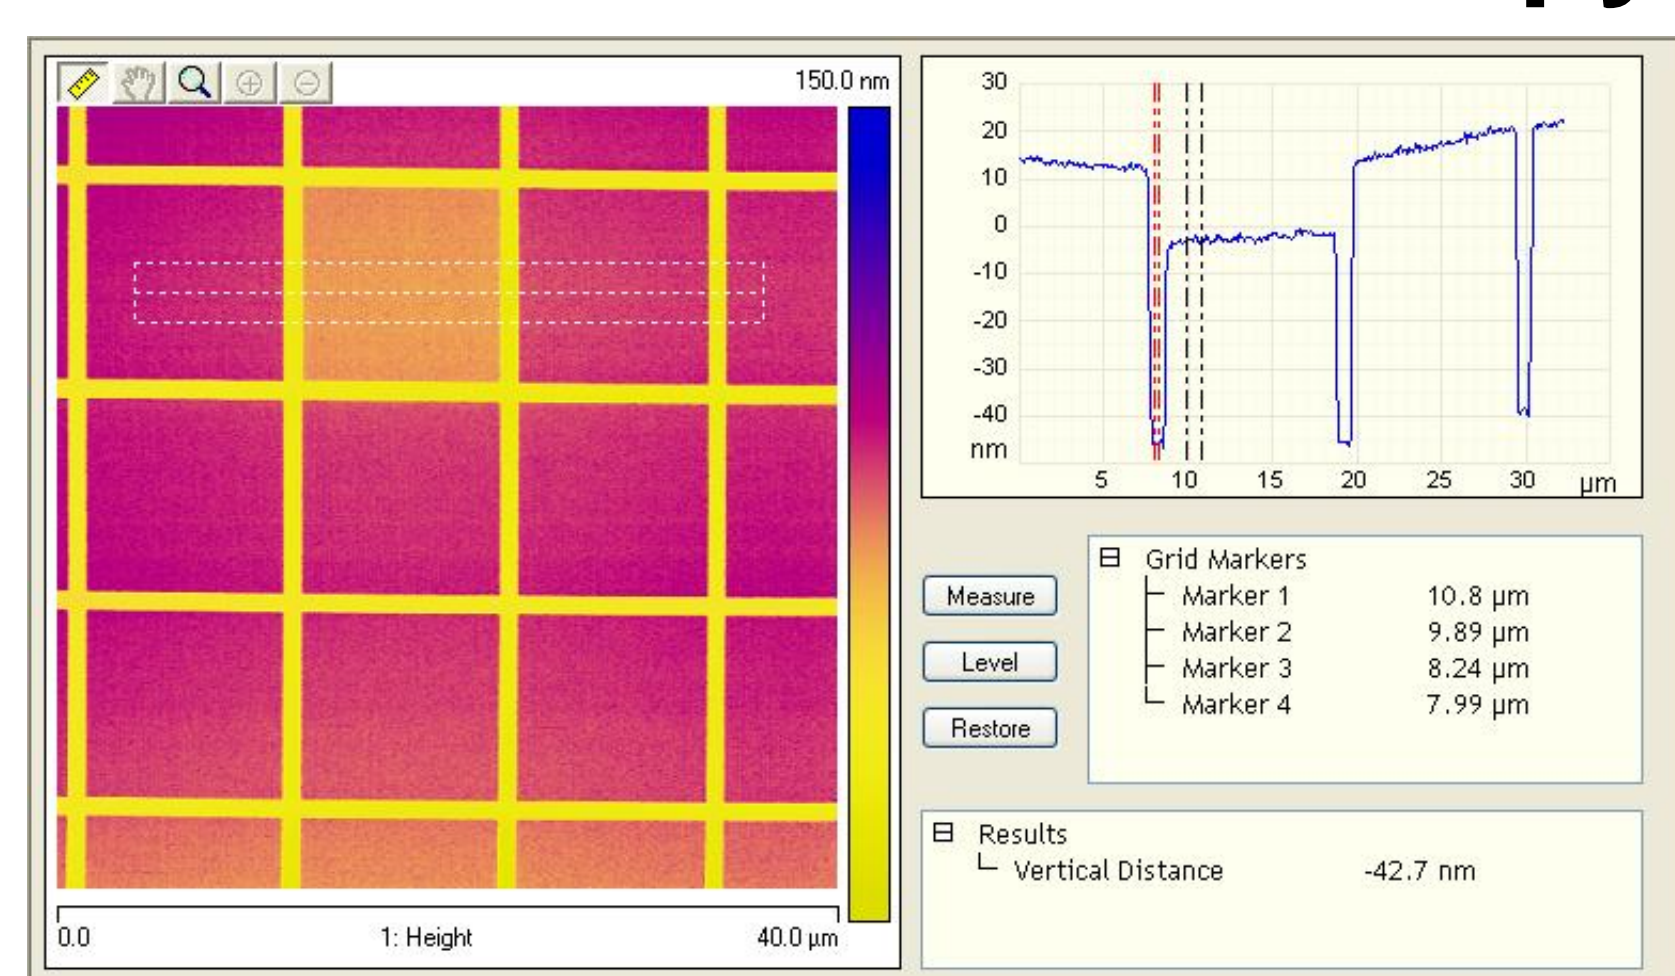 150.0 nm
0.0 1: Height 40.0 µm
30
20
10
0
-10
-20
-30
-40
nm
5 10 15 20 25 30 µm
Measure
Level
Restore
Grid Markers
Marker 1 10.8 µm
Marker 2 9.89 µm
Marker 3 8.24 µm
Marker 4 7.99 µm
Results
Vertical Distance -42.7 nm